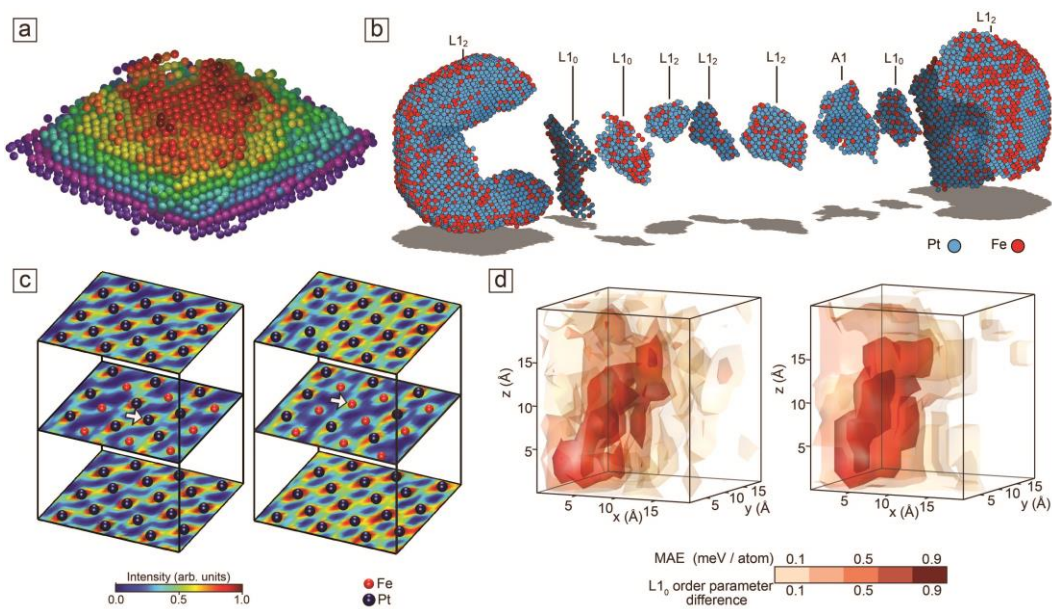 a
b
L1₂
L1₀
L1₀
L1₂
L1₂
L1₂
A1
L1₀
L1₂
Pt
Fe
c
d
z (Å)
15
10
5
5
10
15
x (Å)
5
10
15
y (Å
z (Å)
15
10
5
5
10
15
x (Å)
5
10
15
y (Å)
Intensity (arb. units)
0.0
0.5
1.0
Fe
Pt
MAE (meV / atom) 0.1 0.5 0.9
L1₀ order parameter 0.1 0.5 0.9
difference